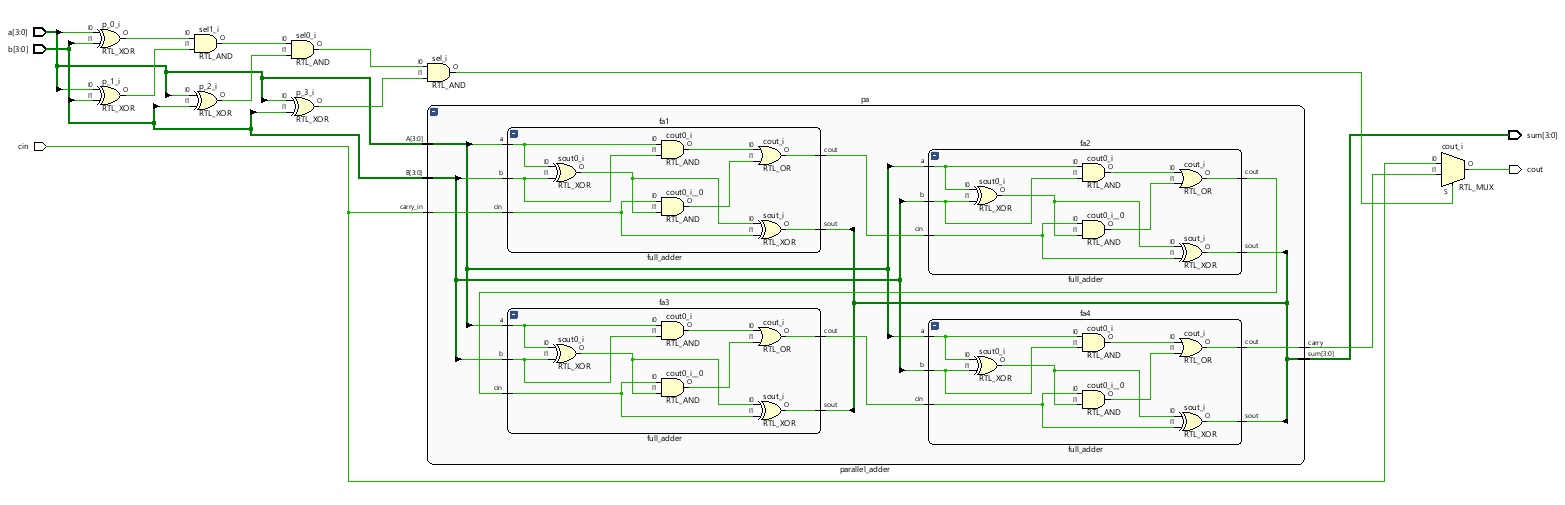 a[3:0]
b[3:0]
cin
p_0_i
I0
I1
O
RTL_XOR
p_1_i
I0
I1
O
RTL_XOR
sel1_i
I0
I1
O
RTL_AND
p_2_i
I0
I1
O
RTL_XOR
sel0_i
I0
I1
O
RTL_AND
p_3_i
I0
I1
O
RTL_XOR
sel_i
I0
I1
O
RTL_AND
pa
A[3:0]
B[3:0]
carry_in
fa1
a
b
cin
sout0_i
I0
I1
O
RTL_XOR
cout0_i
I0
I1
O
RTL_AND
cout0_i__0
I0
I1
O
RTL_AND
cout_i
I0
I1
O
RTL_OR
sout_i
I0
I1
O
RTL_XOR
cout
sout
full_adder
fa2
a
b
cin
sout0_i
I0
I1
O
RTL_XOR
cout0_i
I0
I1
O
RTL_AND
cout0_i__0
I0
I1
O
RTL_AND
cout_i
I0
I1
O
RTL_OR
sout_i
I0
I1
O
RTL_XOR
cout
sout
full_adder
fa3
a
b
cin
sout0_i
I0
I1
O
RTL_XOR
cout0_i
I0
I1
O
RTL_AND
cout0_i__0
I0
I1
O
RTL_AND
cout_i
I0
I1
O
RTL_OR
sout_i
I0
I1
O
RTL_XOR
cout
sout
full_adder
fa4
a
b
cin
sout0_i
I0
I1
O
RTL_XOR
cout0_i
I0
I1
O
RTL_AND
cout0_i__0
I0
I1
O
RTL_AND
cout_i
I0
I1
O
RTL_OR
sout_i
I0
I1
O
RTL_XOR
cout
sout
full_adder
carry
sum[3:0]
parallel_adder
cout_i
I0
I1
S
O
RTL_MUX
sum[3:0]
cout